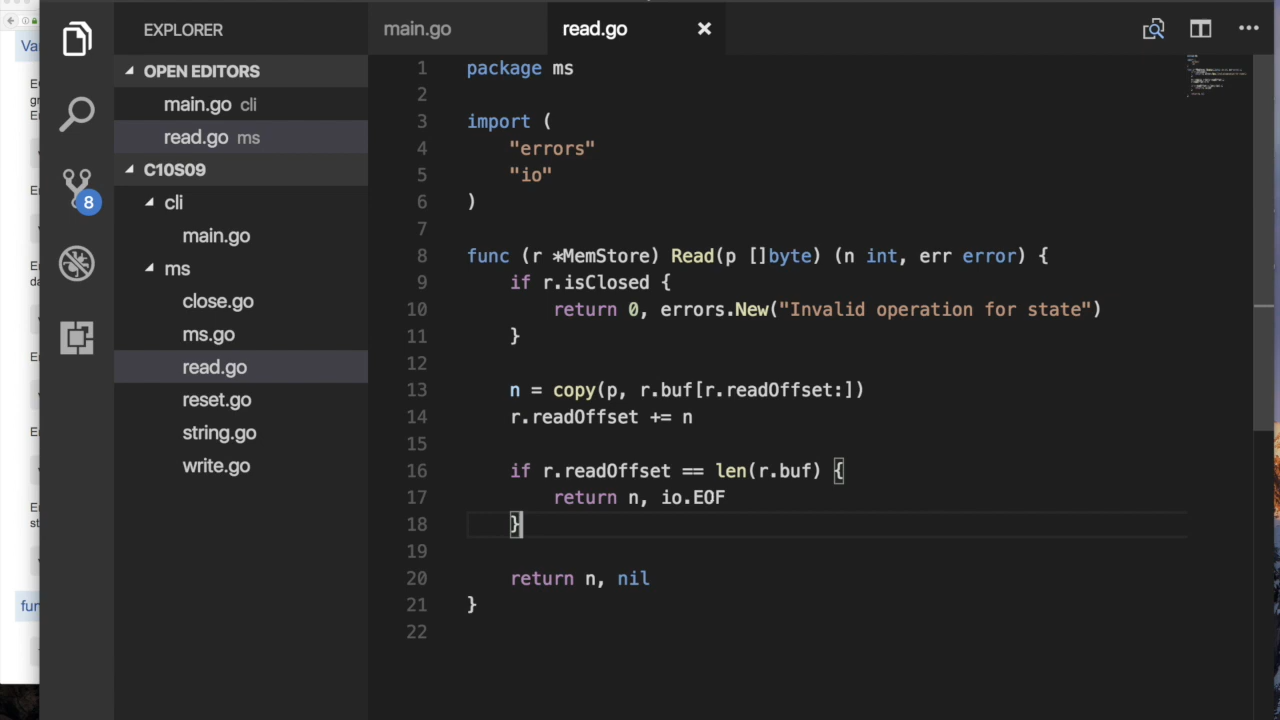 EXPLORER
OPEN EDITORS
main.go cli
read.go ms
C10S09
cli
main.go
ms
close.go
ms.go
read.go
reset.go
string.go
write.go
8
main.go
read.go
1 package ms
2
3 import (
4 "errors"
5 "io"
6 )
7
8 func (r *MemStore) Read(p []byte) (n int, err error) {
9 if r.isClosed {
10 return 0, errors.New("Invalid operation for state")
11 }
12
13 n = copy(p, r.buf[r.readOffset:])
14 r.readOffset += n
15
16 if r.readOffset == len(r.buf) {
17 return n, io.EOF
18 }
19
20 return n, nil
21 }
22